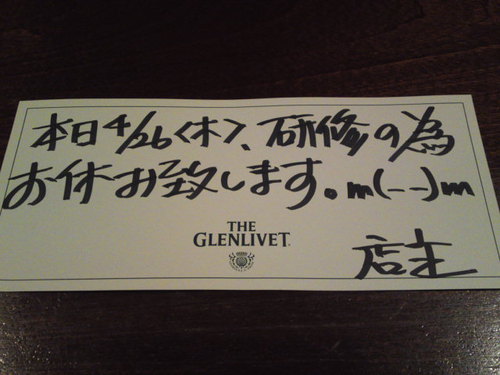 本日4/26<木>、研修の為
お休み致します。m(--)m
THE
GLENLIVET
店主